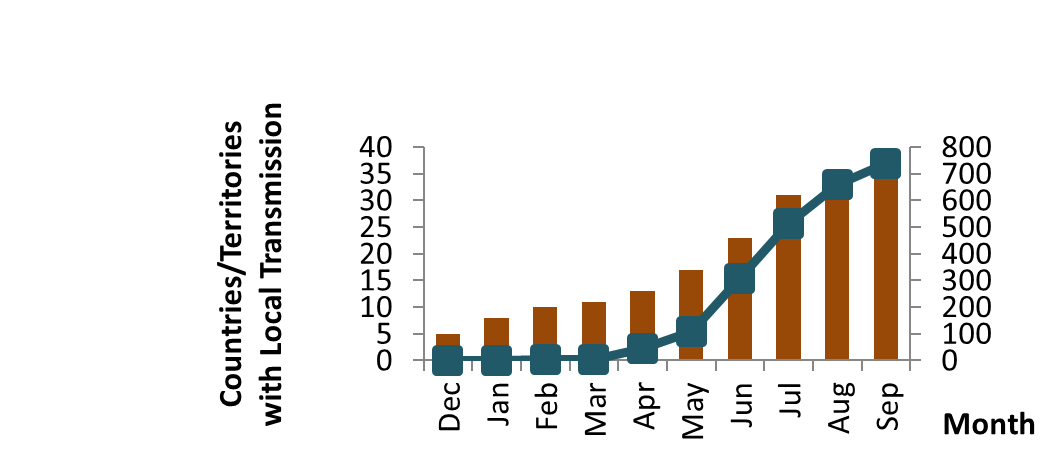 Countries/Territories
with Local Transmission
40
35
30
25
20
15
10
5
0
800
700
600
500
400
300
200
100
0
Dec
Jan
Feb
Mar
Apr
May
Jun
Jul
Aug
Sep
Month